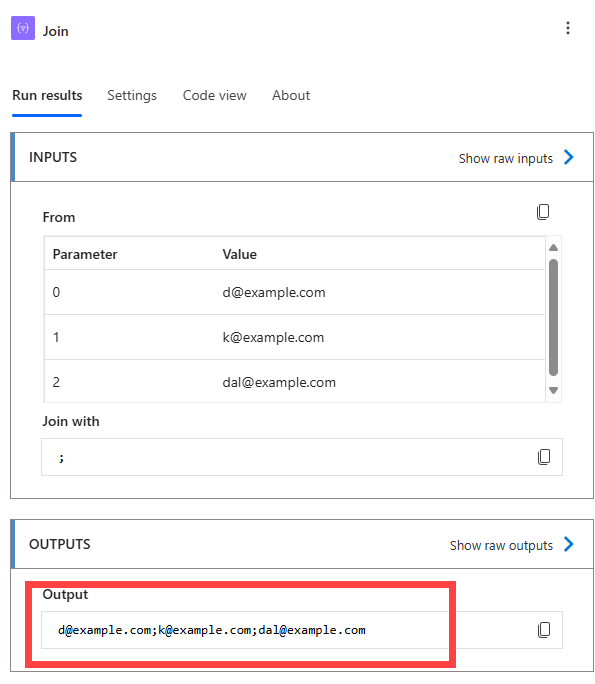 Join
Run results Settings Code view About
INPUTS Show raw inputs
From
Parameter Value
0 d@example.com
1 k@example.com
2 dal@example.com
Join with
;
OUTPUTS Show raw outputs
Output
d@example.com;k@example.com;dal@example.com